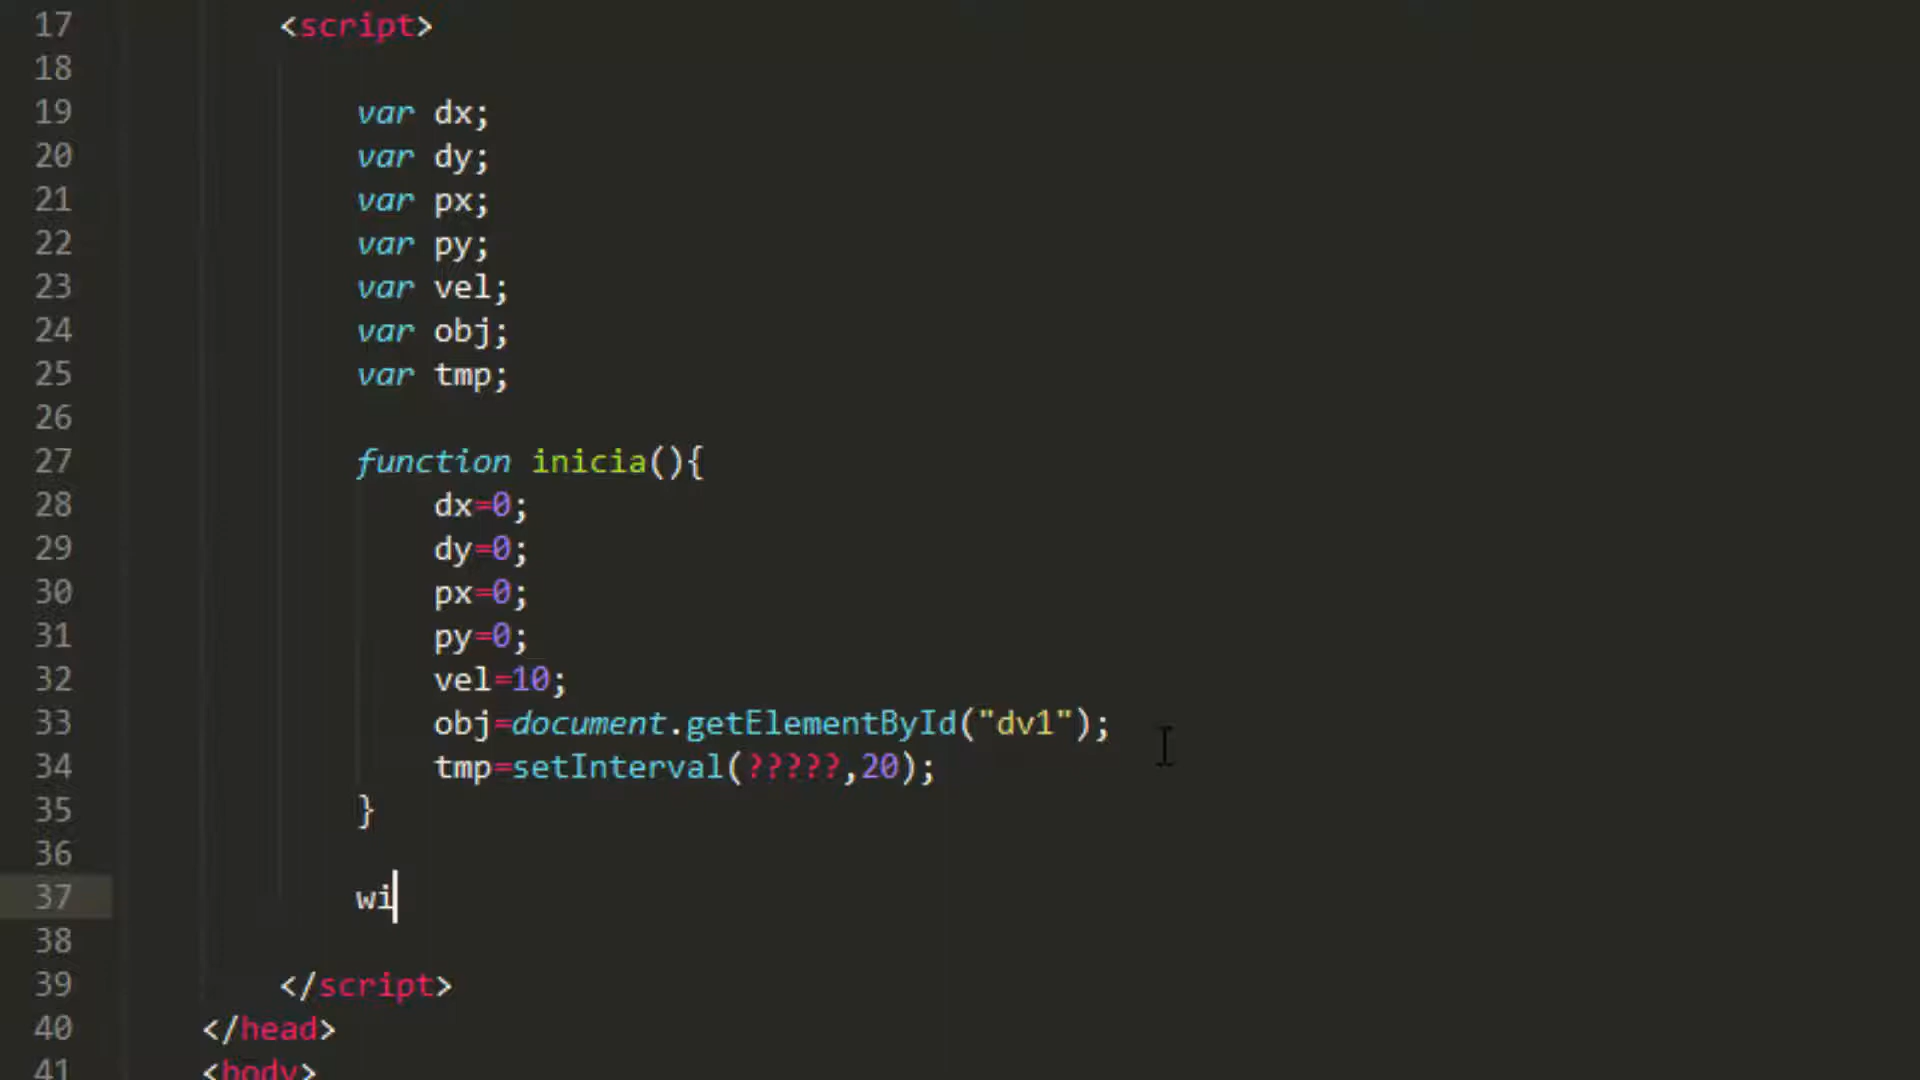 17 <script>
18
19 var dx;
20 var dy;
21 var px;
22 var py;
23 var vel;
24 var obj;
25 var tmp;
26
27 function inicia(){
28 dx=0;
29 dy=0;
30 px=0;
31 py=0;
32 vel=10;
33 obj=document.getElementById("dv1");
34 tmp=setInterval(?????,20);
35 }
36
37 wi
38
39 </script>
40 </head>
41 <body>